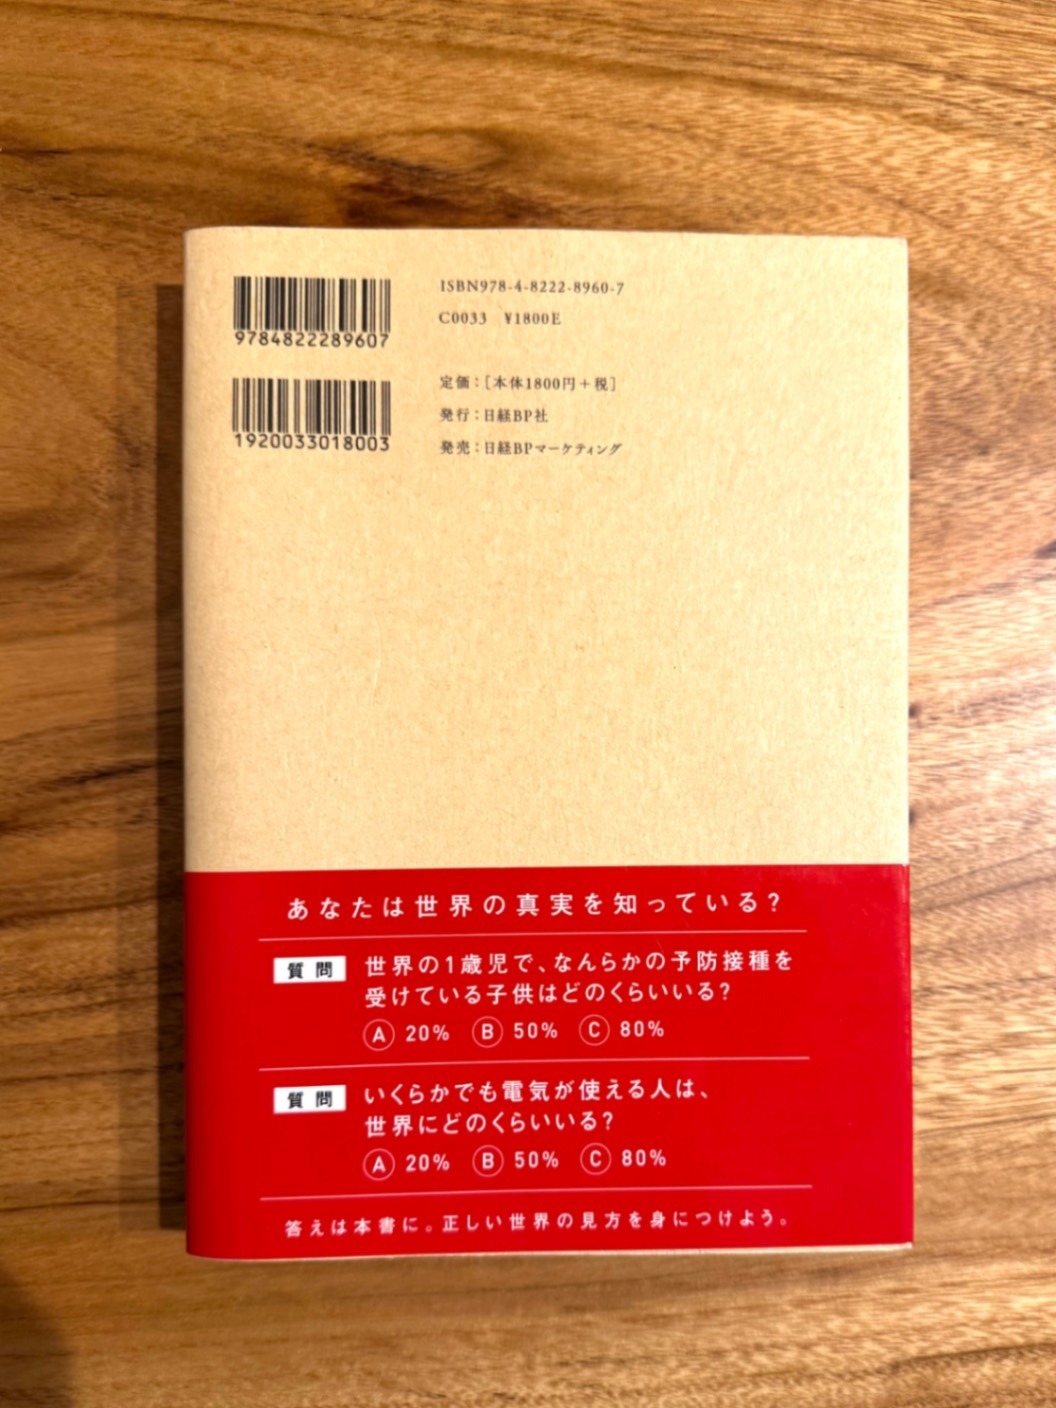 9784822289607
ISBN978-4-8222-8960-7
C0033 ¥1800E
1920033018003
定価：［本体1800円＋税］
発行：日経BP社
発売：日経BPマーケティング
あなたは世界の真実を知っている？
質問 世界の1歳児で、なんらかの予防接種を
受けている子供はどのくらいいる？
A 20% B 50% C 80%
質問 いくらかでも電気が使える人は、
世界にどのくらいいる？
A 20% B 50% C 80%
答えは本書に。正しい世界の見方を身につけよう。